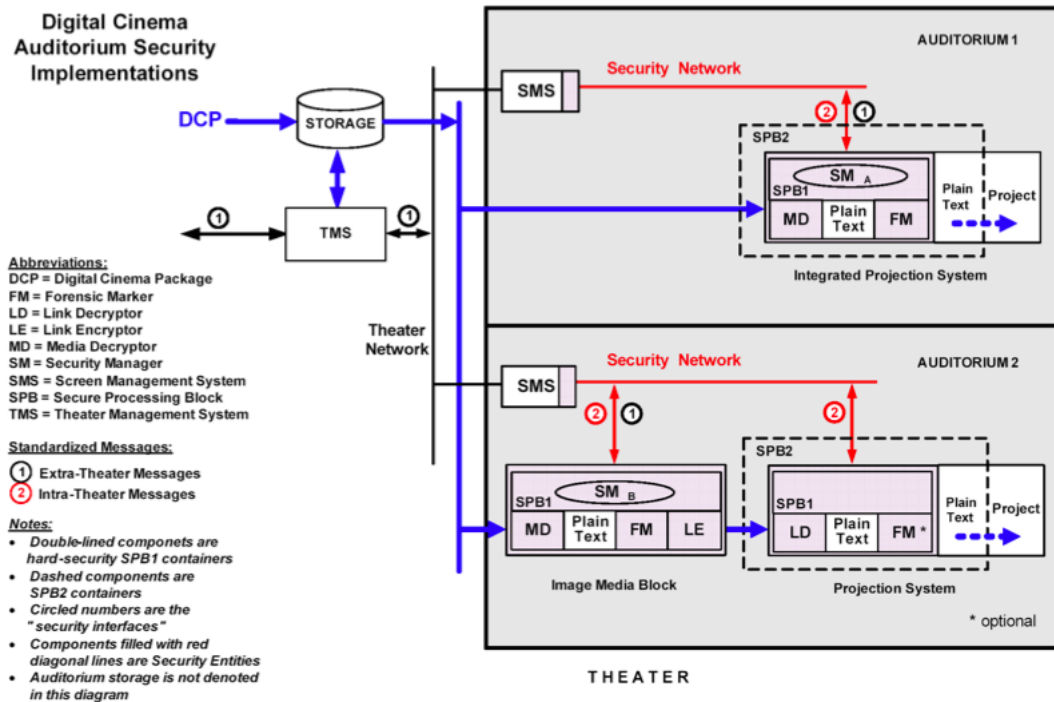 Digital Cinema
Auditorium Security
Implementations
DCP
STORAGE
1
1
TMS
Theater
Network
Abbreviations:
DCP = Digital Cinema Package
FM = Forensic Marker
LD = Link Decryptor
LE = Link Encryptor
MD = Media Decryptor
SM = Security Manager
SMS = Screen Management System
SPB = Secure Processing Block
TMS = Theater Management System
Standardized Messages:
1 Extra-Theater Messages
2 Intra-Theater Messages
Notes:
• Double-lined componets are
hard-security SPB1 containers
• Dashed components are
SPB2 containers
• Circled numbers are the
"security interfaces"
• Components filled with red
diagonal lines are Security Entities
• Auditorium storage is not denoted
in this diagram
AUDITORIUM 1
SMS
Security Network
2 1
SPB2
SM A
SPB1
MD
Plain
Text
FM
Plain
Text
Project
Integrated Projection System
AUDITORIUM 2
SMS
Security Network
2 1
2
SPB1
SM B
MD
Plain
Text
FM
LE
Image Media Block
SPB2
SPB1
LD
Plain
Text
FM *
Plain
Text
Project
Projection System
* optional
THEATER